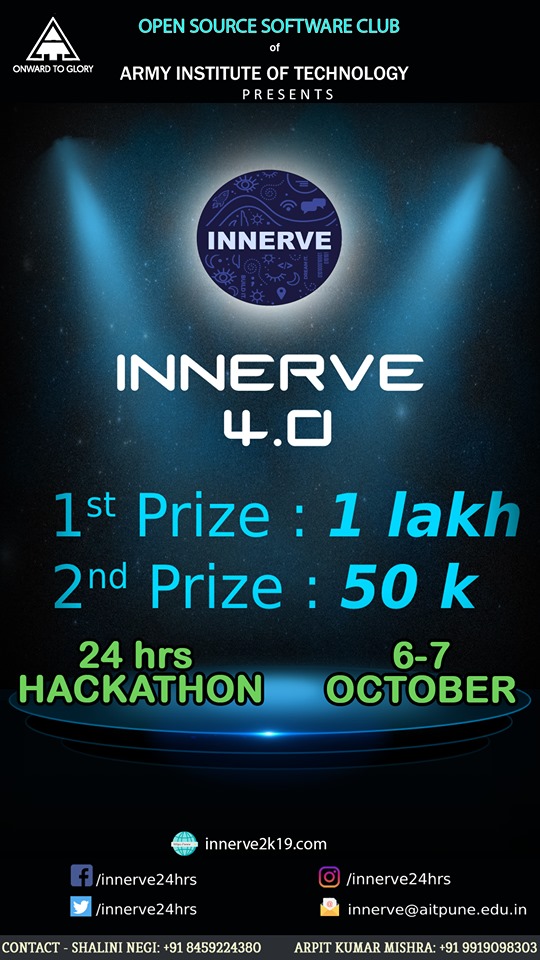 OPEN SOURCE SOFTWARE CLUB
of
ARMY INSTITUTE OF TECHNOLOGY
PRESENTS
ONWARD TO GLORY
INNERVE
INNERVE
4.0
1st Prize : 1 lakh
2nd Prize : 50 k
24 hrs
HACKATHON
6-7
OCTOBER
innerve2k19.com
/innerve24hrs
/innerve24hrs
/innerve24hrs
innerve@aitpune.edu.in
CONTACT - SHALINI NEGI: +91 8459224380
ARPIT KUMAR MISHRA: +91 9919098303